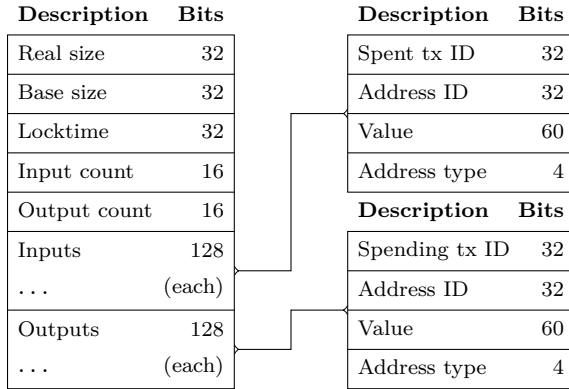 Description Bits
Real size 32
Base size 32
Locktime 32
Input count 16
Output count 16
Inputs 128
... (each)
Outputs 128
... (each)
Description Bits
Spent tx ID 32
Address ID 32
Value 60
Address type 4
Description Bits
Spending tx ID 32
Address ID 32
Value 60
Address type 4